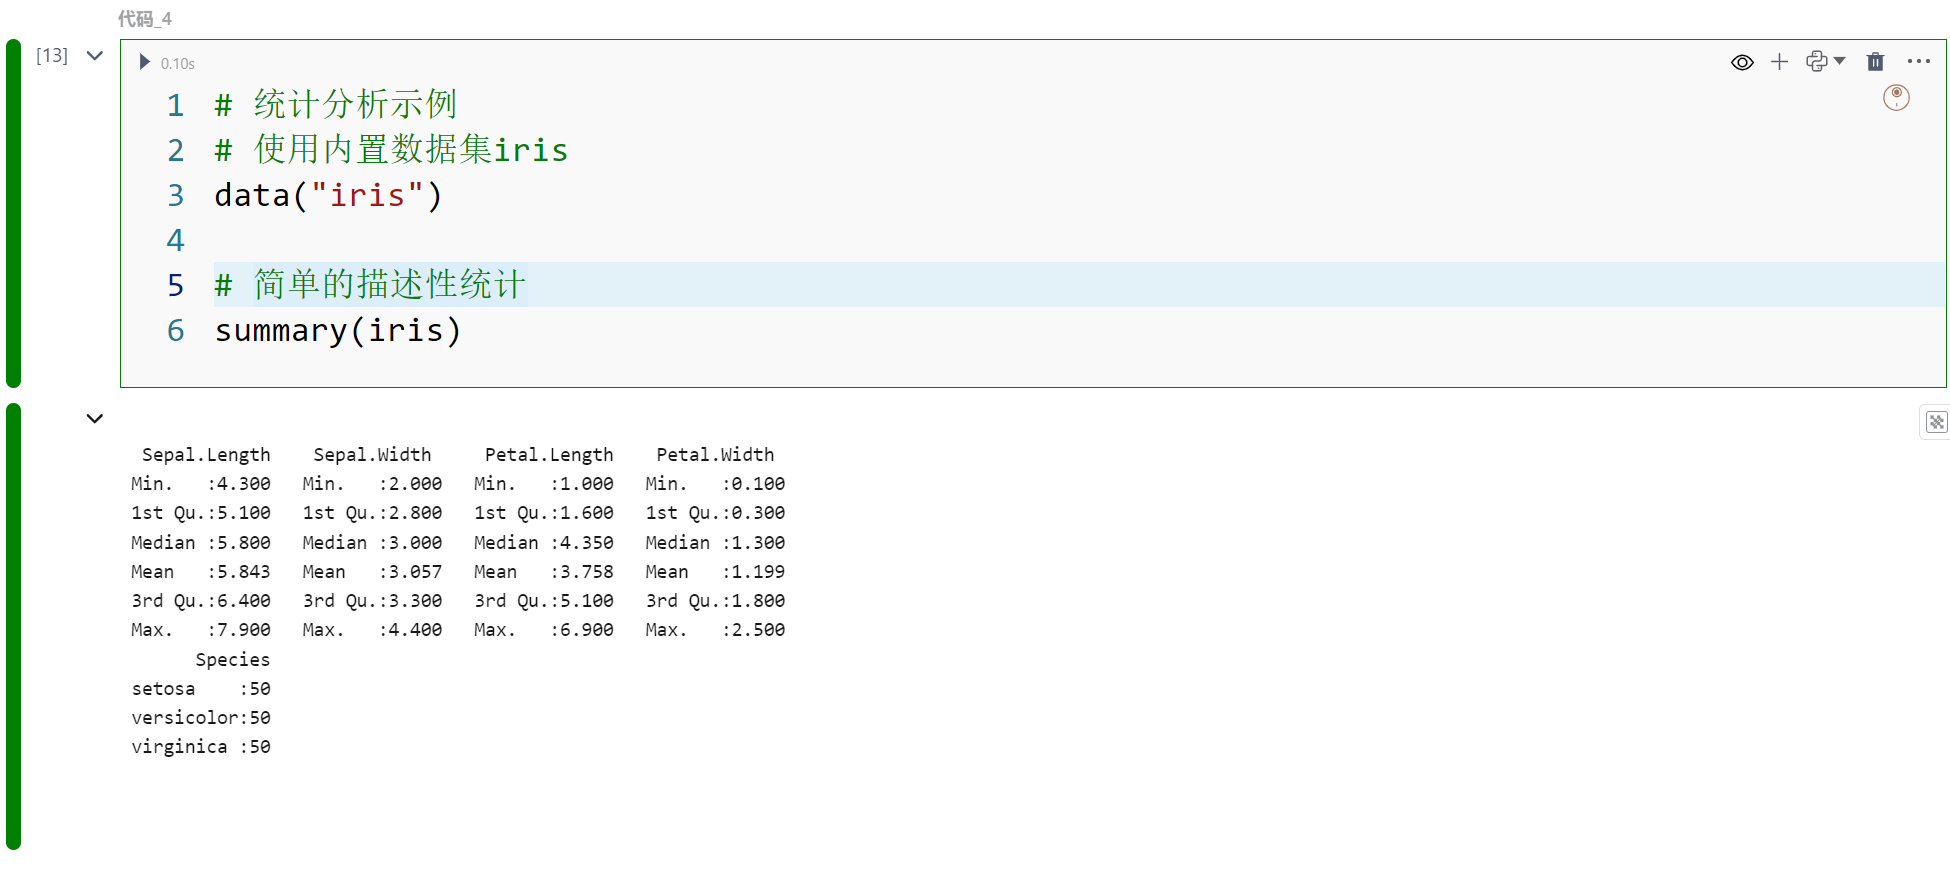 代码_4
[13]
0.10s
1 # 统计分析示例
2 # 使用内置数据集iris
3 data("iris")
4
5 # 简单的描述性统计
6 summary(iris)
  Sepal.Length    Sepal.Width     Petal.Length    Petal.Width
 Min.   :4.300   Min.   :2.000   Min.   :1.000   Min.   :0.100
 1st Qu.:5.100   1st Qu.:2.800   1st Qu.:1.600   1st Qu.:0.300
 Median :5.800   Median :3.000   Median :4.350   Median :1.300
 Mean   :5.843   Mean   :3.057   Mean   :3.758   Mean   :1.199
 3rd Qu.:6.400   3rd Qu.:3.300   3rd Qu.:5.100   3rd Qu.:1.800
 Max.   :7.900   Max.   :4.400   Max.   :6.900   Max.   :2.500
       Species
 setosa    :50
 versicolor:50
 virginica :50